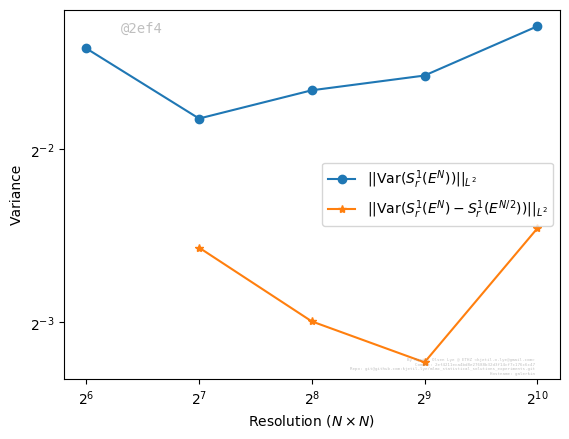 @2ef4
2^{-2}
2^{-3}
Variance
||Var(S_r^1(E^N))||_{L^2}
||Var(S_r^1(E^N) − S_r^1(E^{N/2}))||_{L^2}
2^6 2^7 2^8 2^9 2^{10}
Resolution (N × N)